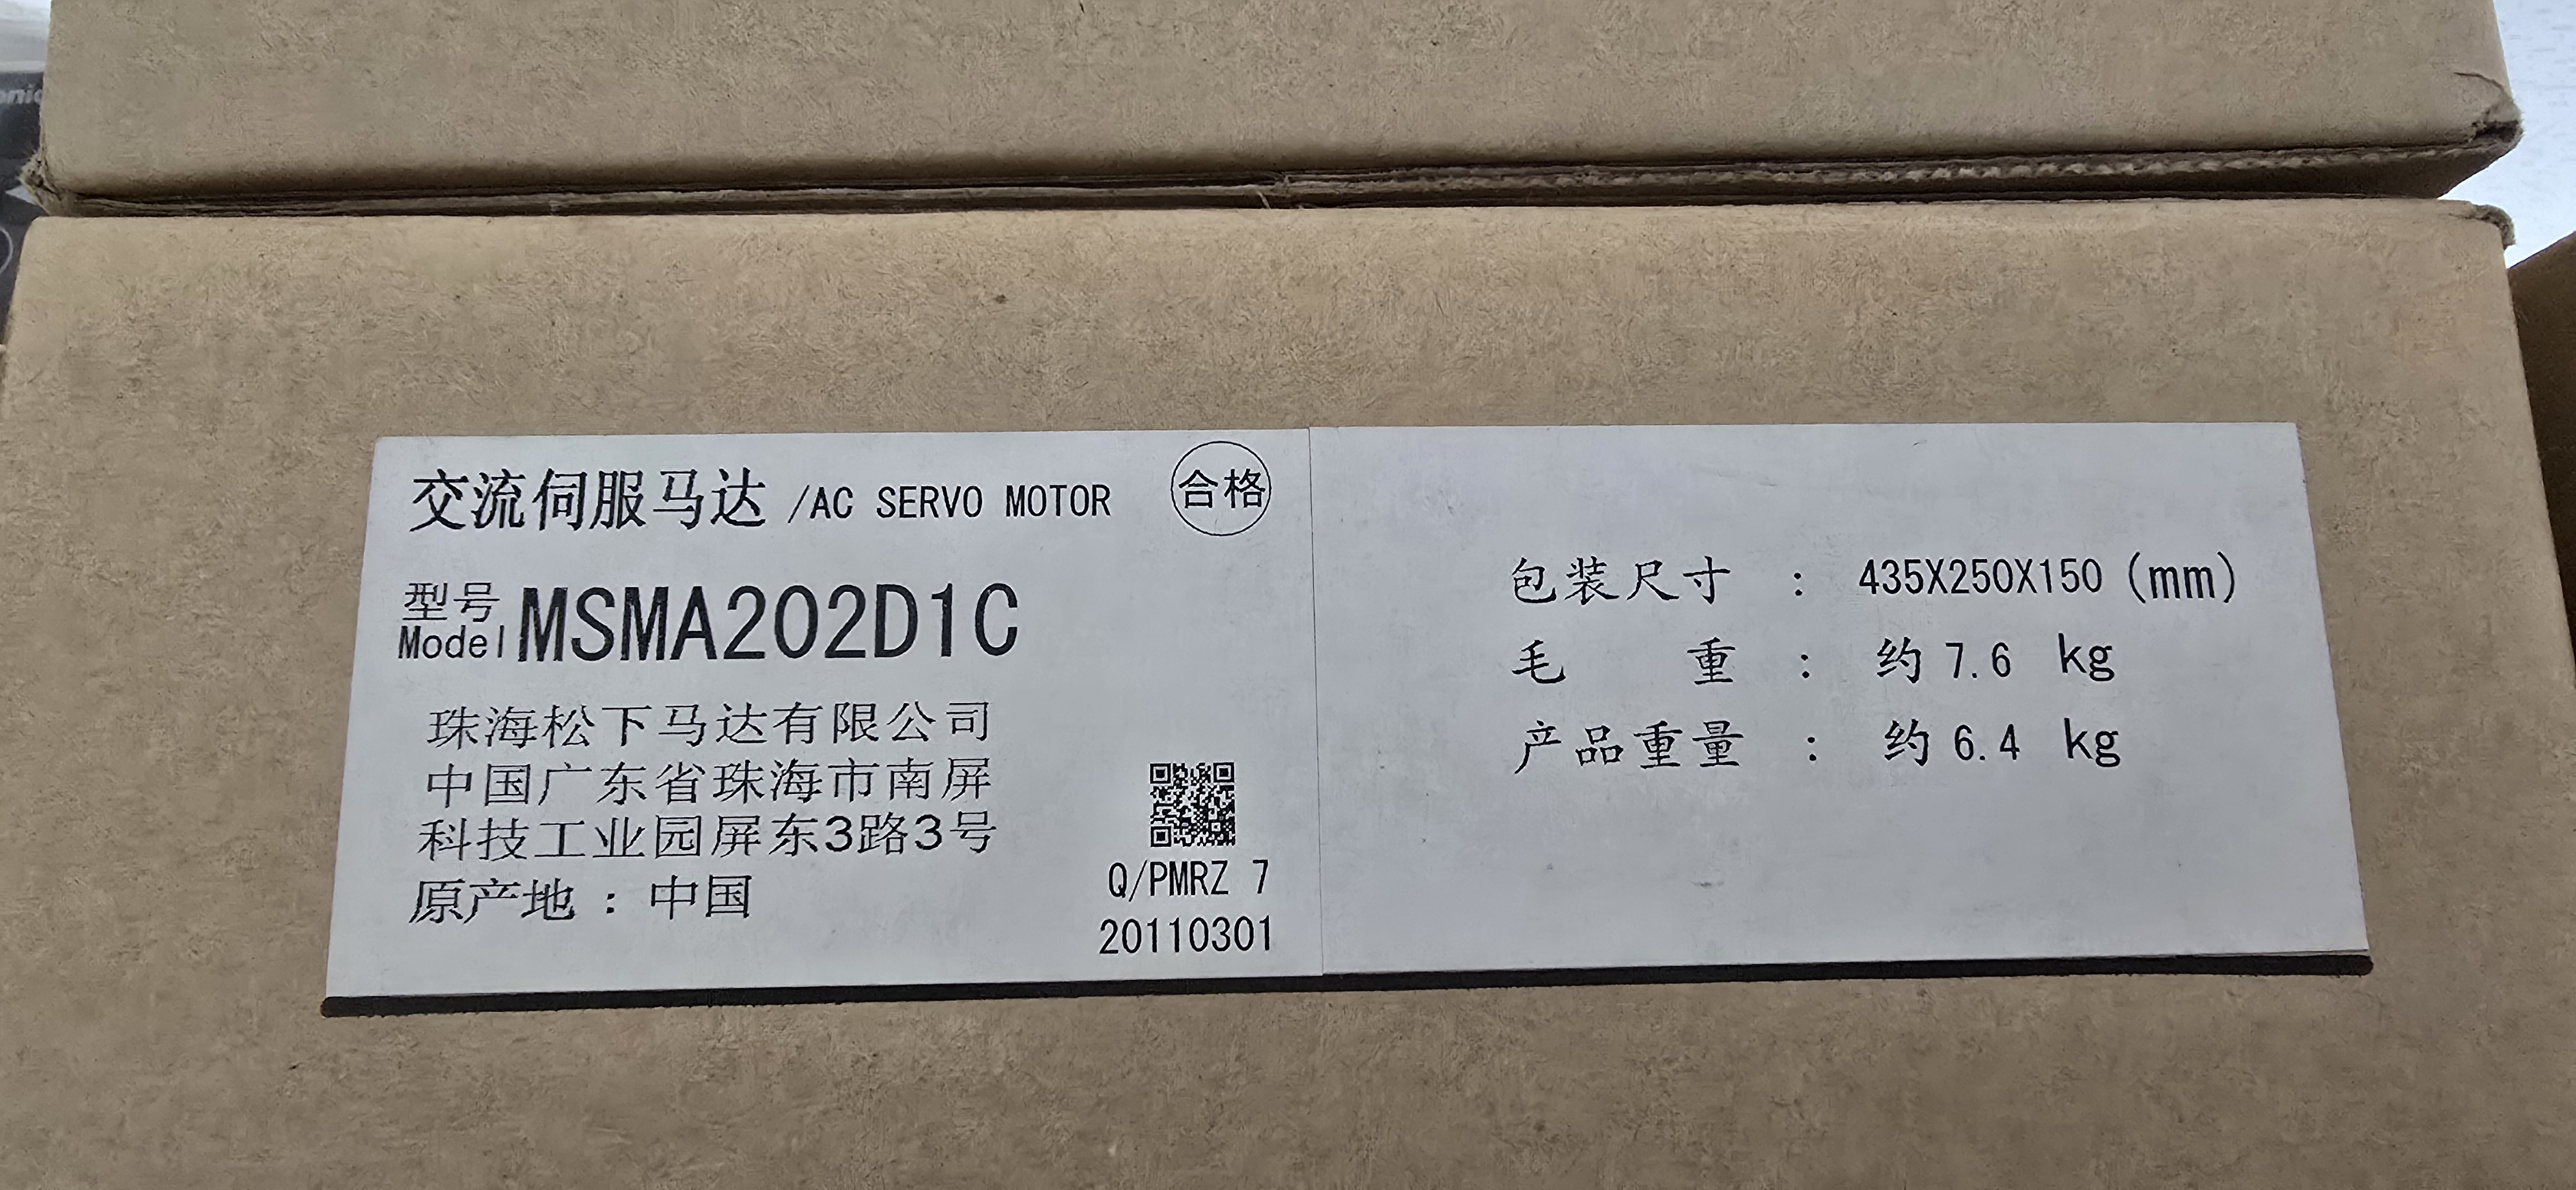 交流伺服马达 /AC SERVO MOTOR
合格
型号
Model MSMA202D1C
珠海松下马达有限公司
中国广东省珠海市南屏
科技工业园屏东3路3号
原产地 : 中国
Q/PMRZ 7
20110301
包装尺寸 : 435X250X150 (mm)
毛 重 : 约 7.6 kg
产品重量 : 约 6.4 kg